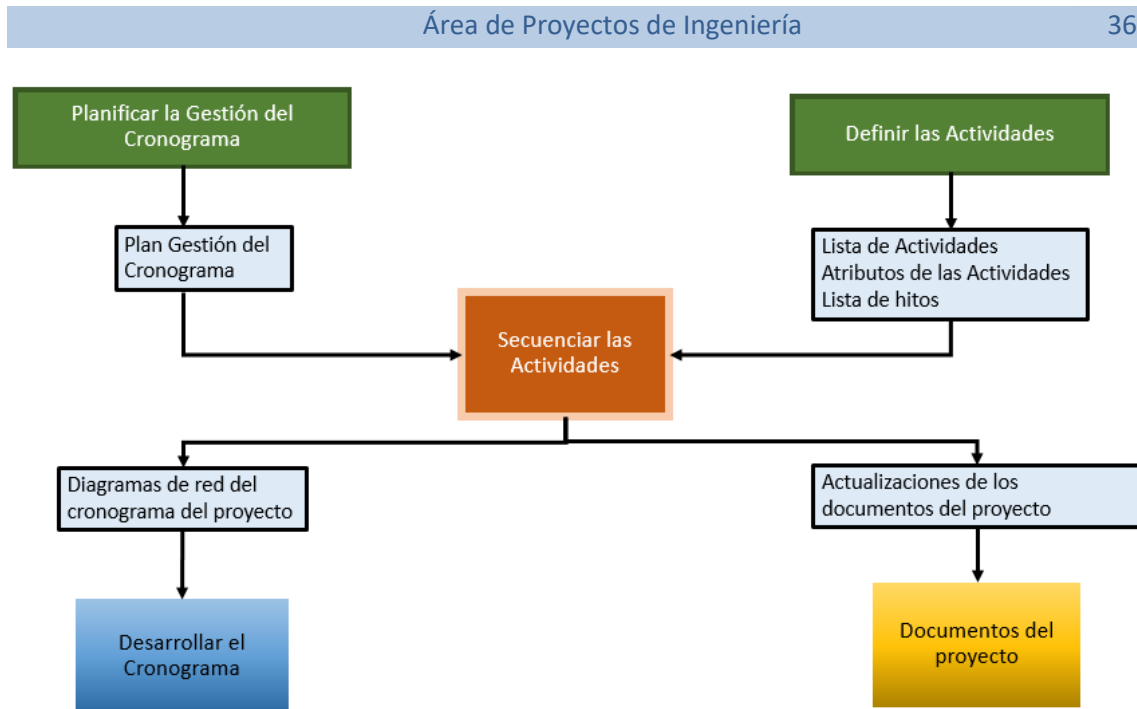 Área de Proyectos de Ingeniería 36
Planificar la Gestión del
Cronograma
Definir las Actividades
Plan Gestión del
Cronograma
Lista de Actividades
Atributos de las Actividades
Lista de hitos
Secuenciar las
Actividades
Diagramas de red del
cronograma del proyecto
Actualizaciones de los
documentos del proyecto
Desarrollar el
Cronograma
Documentos del
proyecto